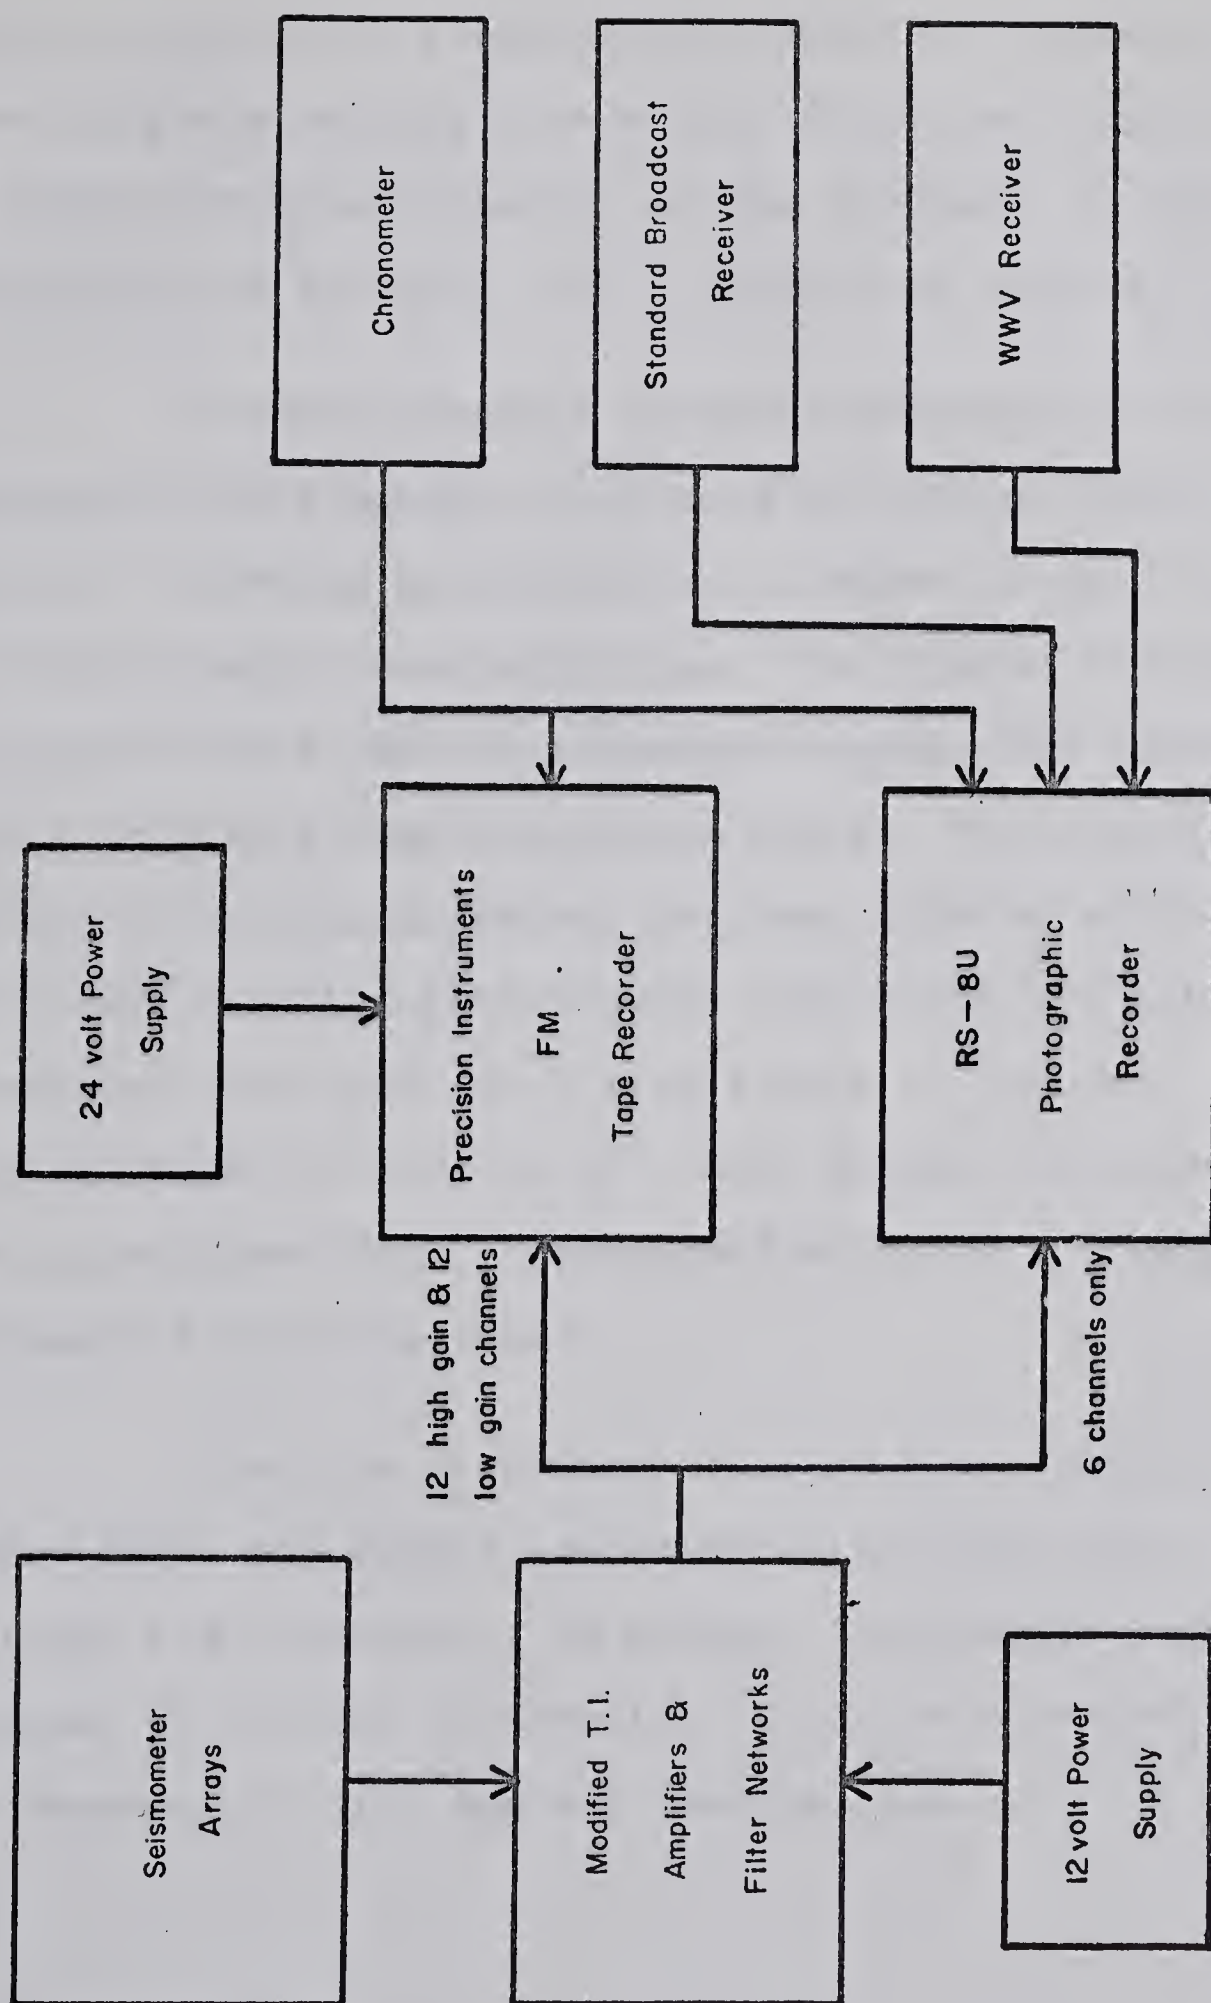 Seismometer
Arrays
Modified T.I.
Amplifiers &
Filter Networks
12 volt Power
Supply
12 high gain & 12
low gain channels
6 channels only
24 volt Power
Supply
Precision Instruments
FM
Tape Recorder
RS-8U
Photographic
Recorder
Chronometer
Standard Broadcast
Receiver
WWV Receiver